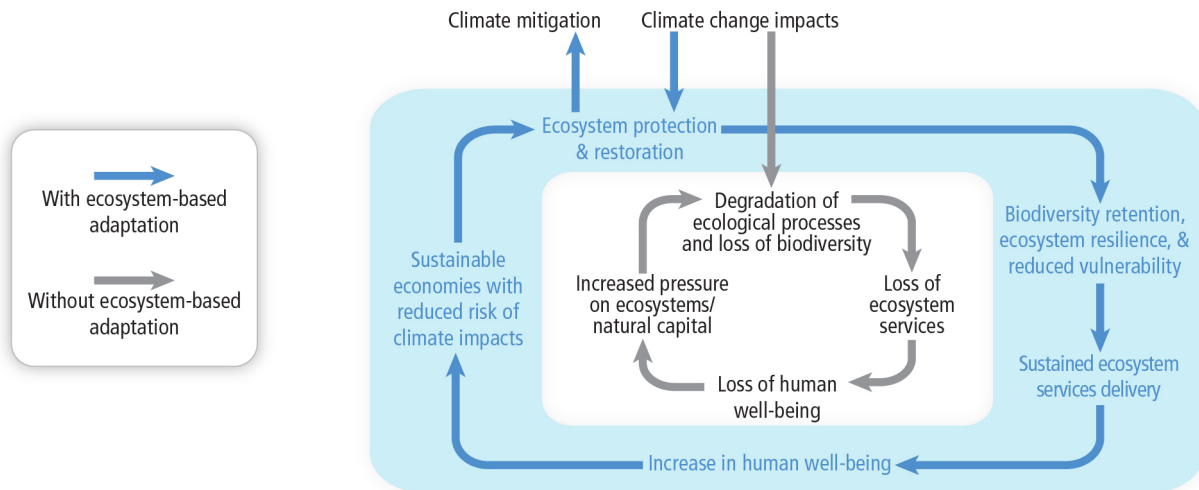 Climate mitigation
Climate change impacts
With ecosystem-based
adaptation
Without ecosystem-based
adaptation
Ecosystem protection
& restoration
Biodiversity retention,
ecosystem resilience, &
reduced vulnerability
Sustained ecosystem
services delivery
Increase in human well-being
Sustainable
economies with
reduced risk of
climate impacts
Degradation of
ecological processes
and loss of biodiversity
Loss of
ecosystem
services
Loss of human
well-being
Increased pressure
on ecosystems/
natural capital